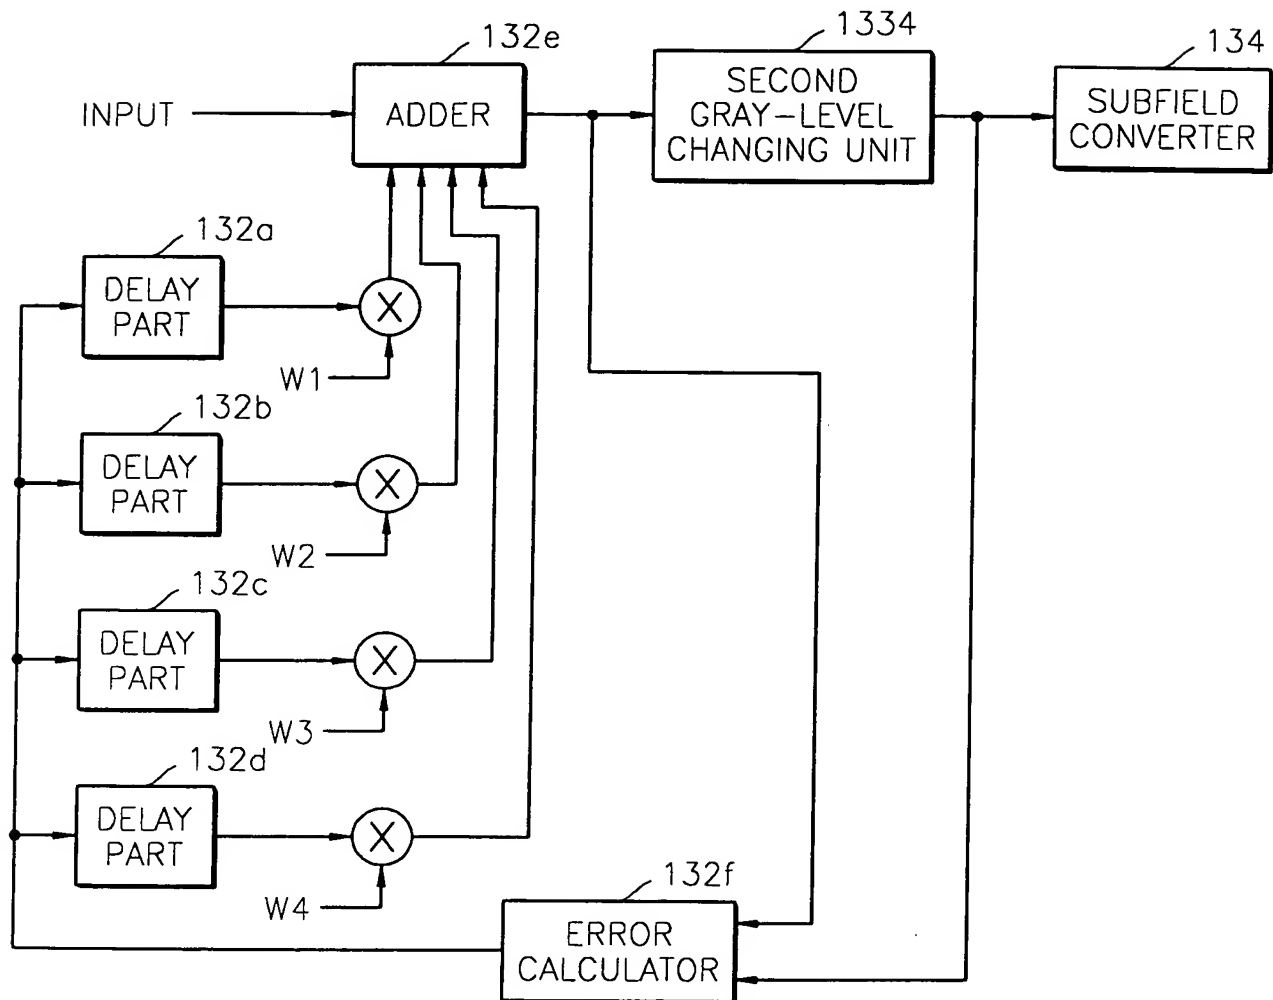 132e
1334
134
INPUT
ADDER
SECOND
GRAY-LEVEL
CHANGING UNIT
SUBFIELD
CONVERTER
132a
DELAY
PART
X
W1
132b
DELAY
PART
X
W2
132c
DELAY
PART
X
W3
132d
DELAY
PART
X
W4
132f
ERROR
CALCULATOR